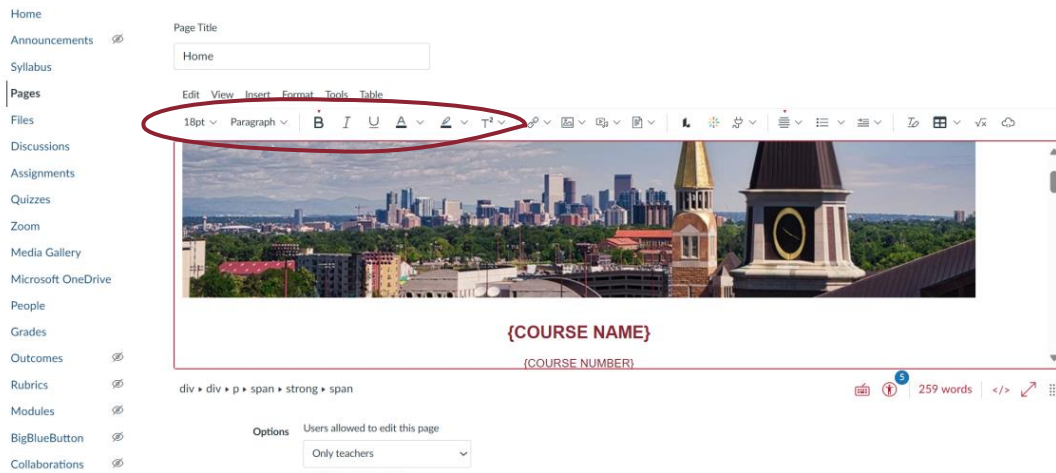 Home
Announcements
Syllabus
Pages
Files
Discussions
Assignments
Quizzes
Zoom
Media Gallery
Microsoft OneDrive
People
Grades
Outcomes
Rubrics
Modules
BigBlueButton
Collaborations
Page Title
Home
Edit View Insert Format Tools Table
18pt Paragraph B I U A T²
{COURSE NAME}
{COURSE NUMBER}
div ▸ div ▸ p ▸ span ▸ strong ▸ span
5
259 words </>
Options Users allowed to edit this page
Only teachers